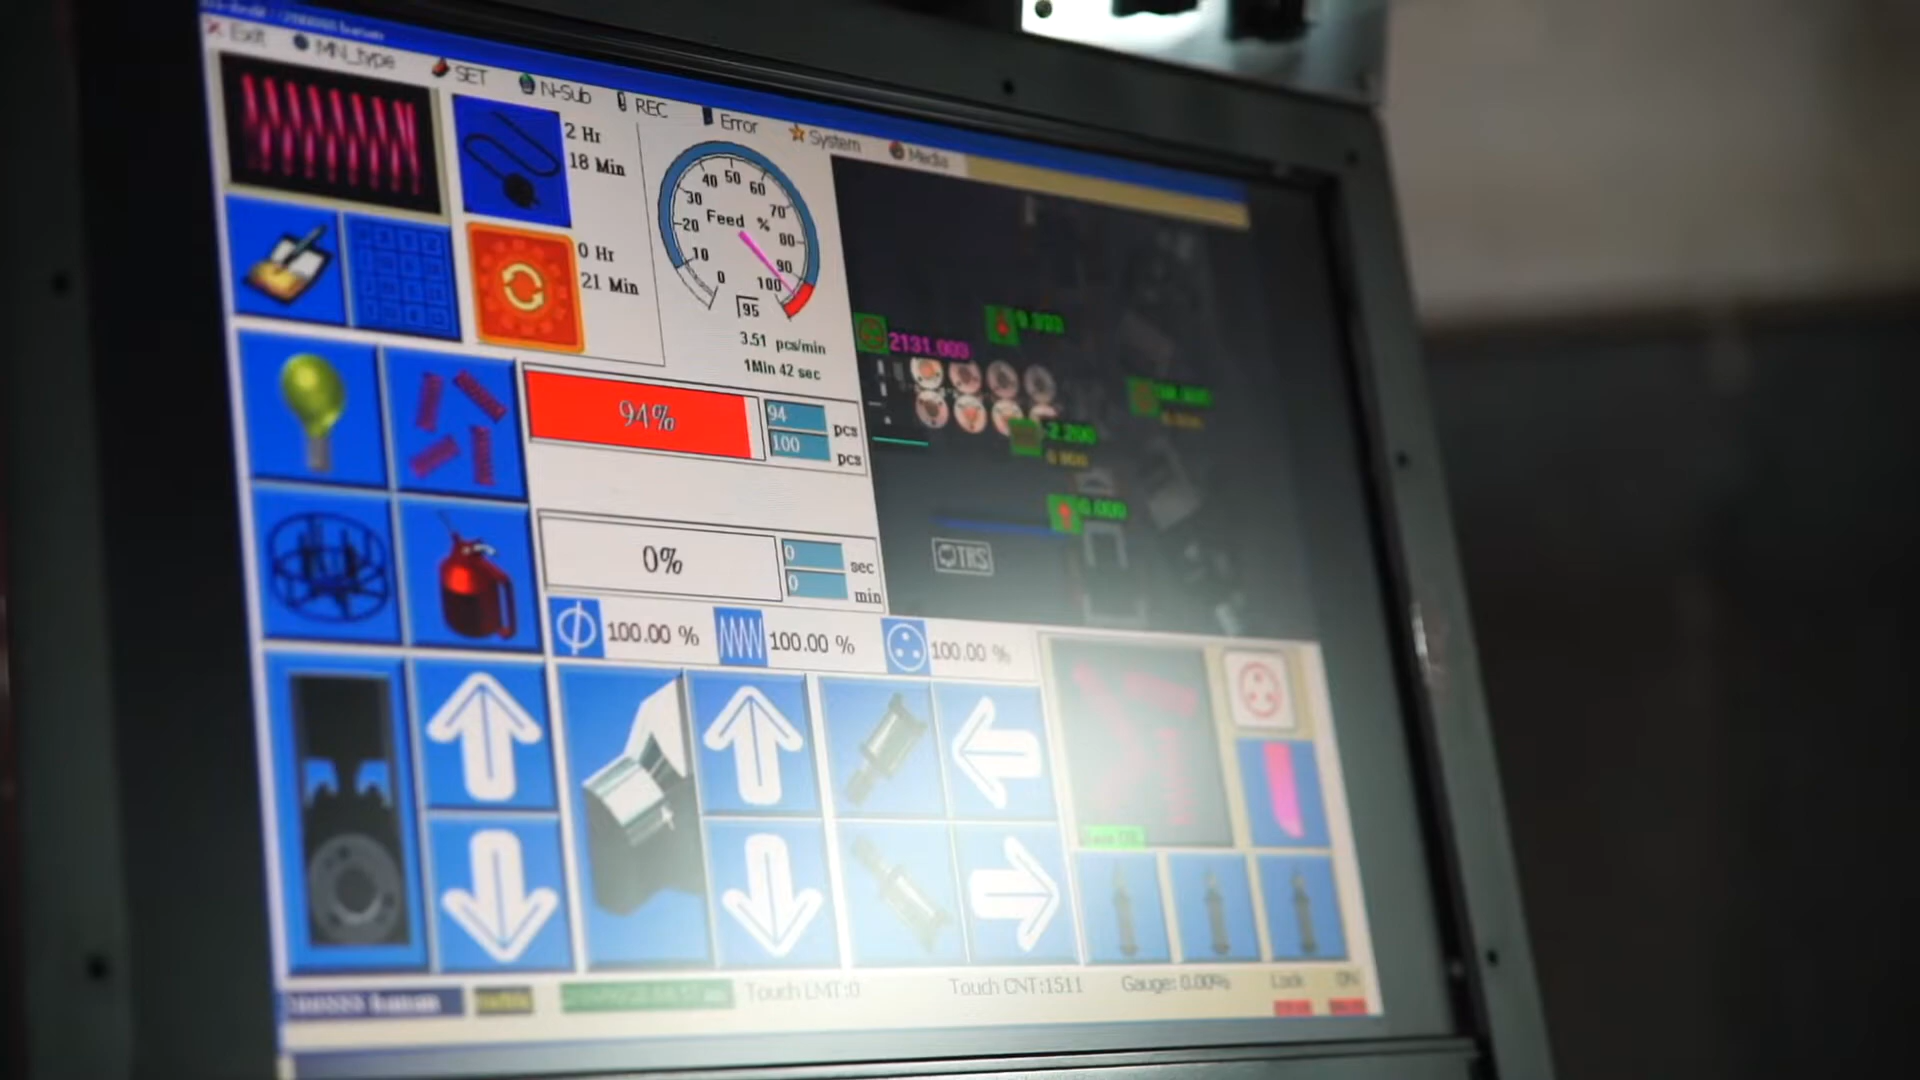 Exit MN_type SET N-Sub REC Error System Media
2 Hr
18 Min
0 Hr
21 Min
0 10 20 30 40 50 60 70 80 90 100
Feed %
95
3.51 pcs/min
1Min 42 sec
94%
94 pcs
100 pcs
0%
0 sec
0 min
100.00 % 100.00 % 100.00 %
2131.000
-2.200
0.000
TRS
Touch LMT:0 Touch CNT:1511 Gauge: 0.00% Lock ON